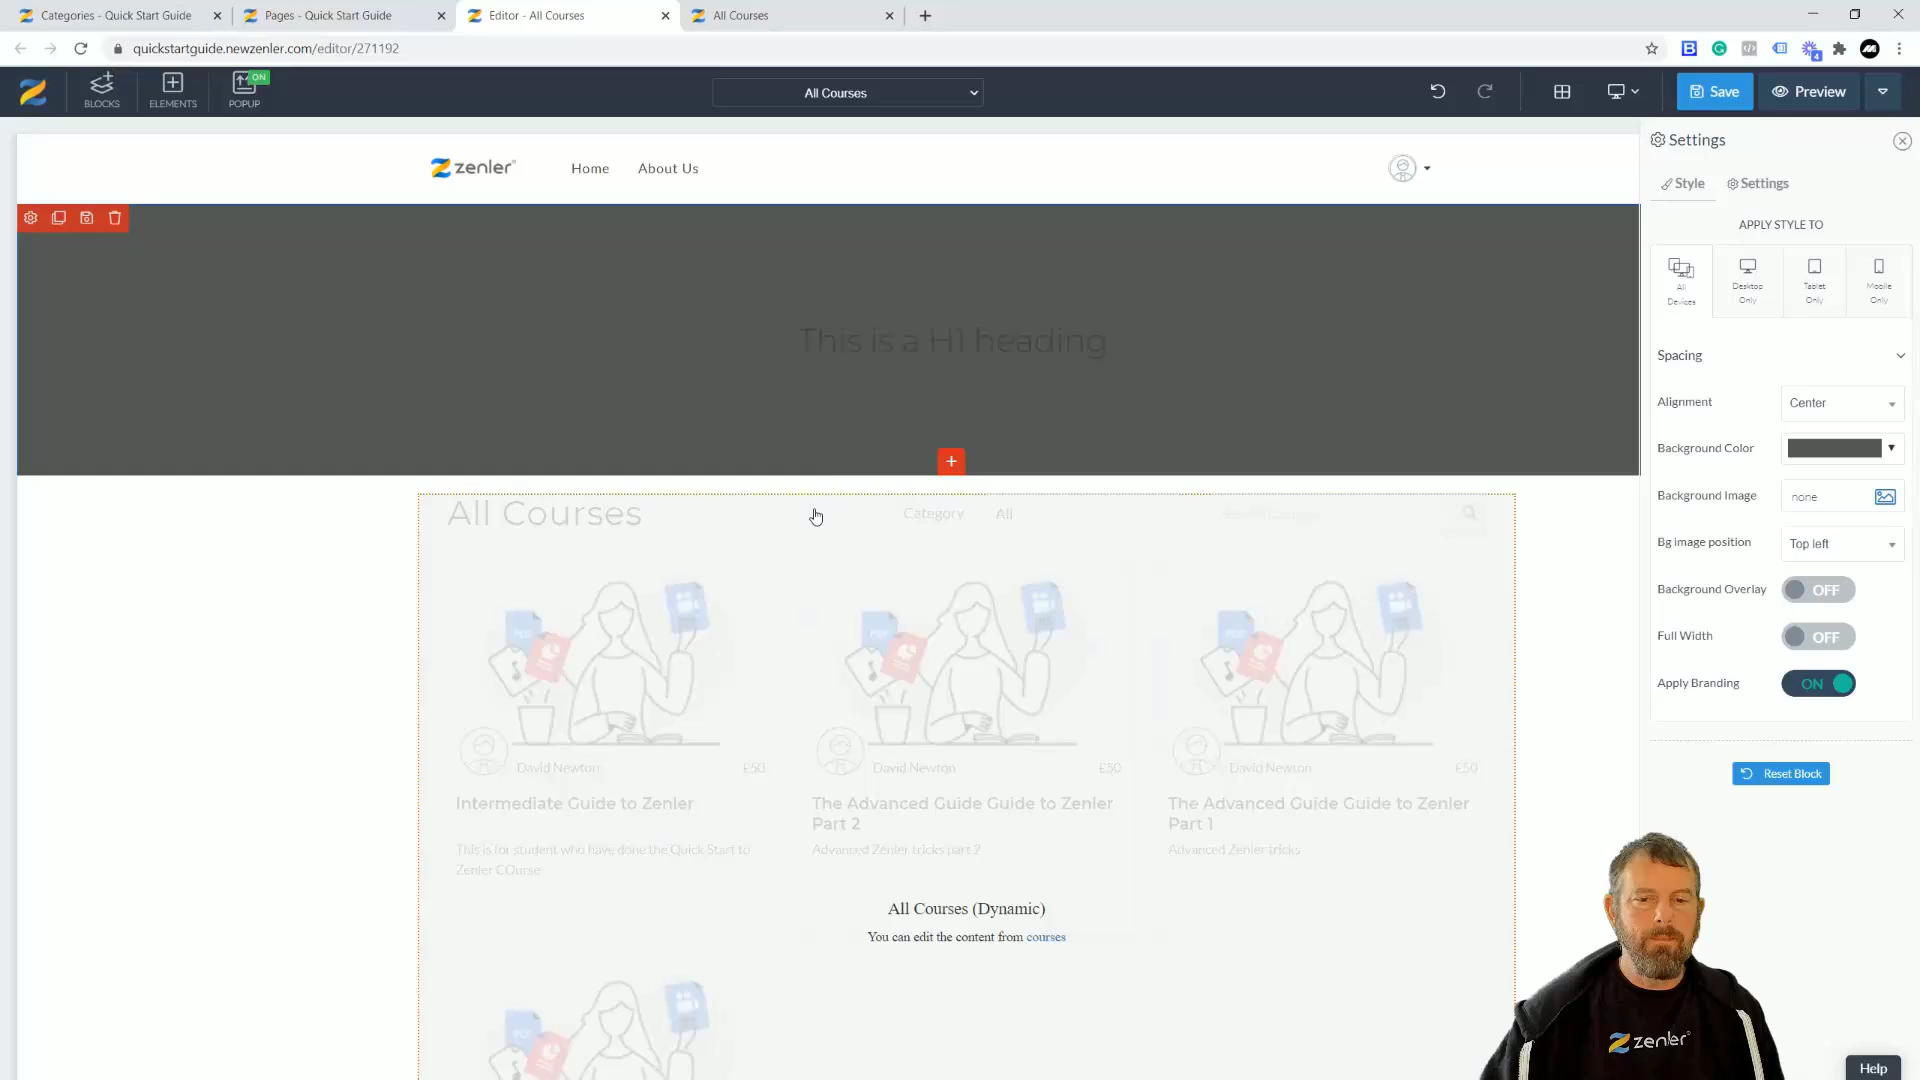 Categories - Quick Start Guide
Pages - Quick Start Guide
Editor - All Courses
All Courses
quickstartguide.newzenler.com/editor/271192
BLOCKS
ELEMENTS
POPUP
ON
All Courses
Save
Preview
zenler
Home
About Us
This is a H1 heading
All Courses
Category
All
David Newton
£50
David Newton
£50
David Newton
£50
Intermediate Guide to Zenler
The Advanced Guide Guide to Zenler
Part 2
The Advanced Guide Guide to Zenler
Part 1
This is for student who have done the Quick Start to
Zenler COurse
Advanced Zenler tricks part 2
Advanced Zenler tricks
All Courses (Dynamic)
You can edit the content from courses
Settings
Style
Settings
APPLY STYLE TO
All
Devices
Desktop
Only
Tablet
Only
Mobile
Only
Spacing
Alignment
Center
Background Color
Background Image
none
Bg image position
Top left
Background Overlay
OFF
Full Width
OFF
Apply Branding
ON
Reset Block
zenler
Help